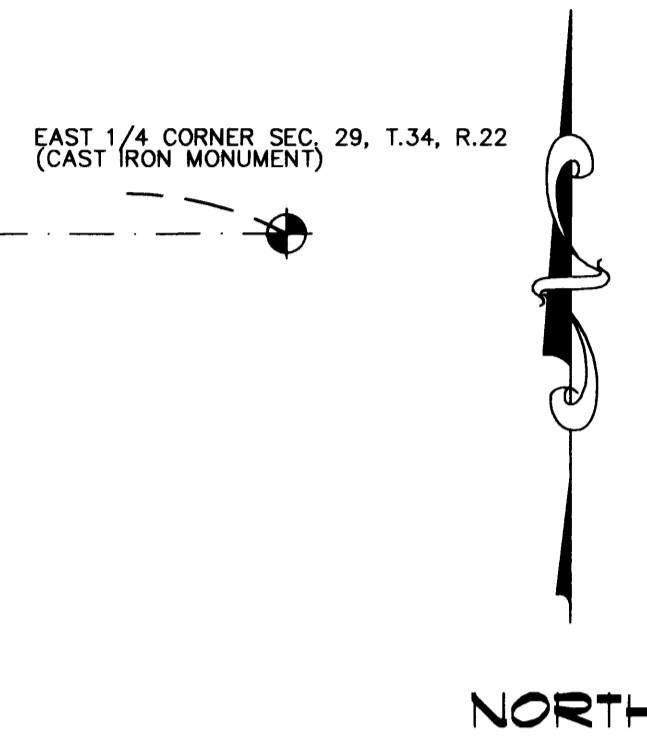 EAST 1/4 CORNER SEC. 29, T.34, R.22
(CAST IRON MONUMENT)
NORTH